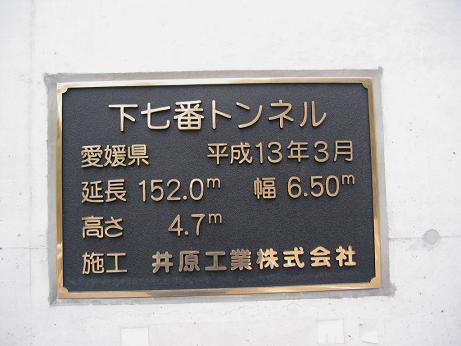 下七番トンネル
愛媛県 平成13年3月
延長 152.0m 幅 6.50m
高さ 4.7m
施工 井原工業株式会社